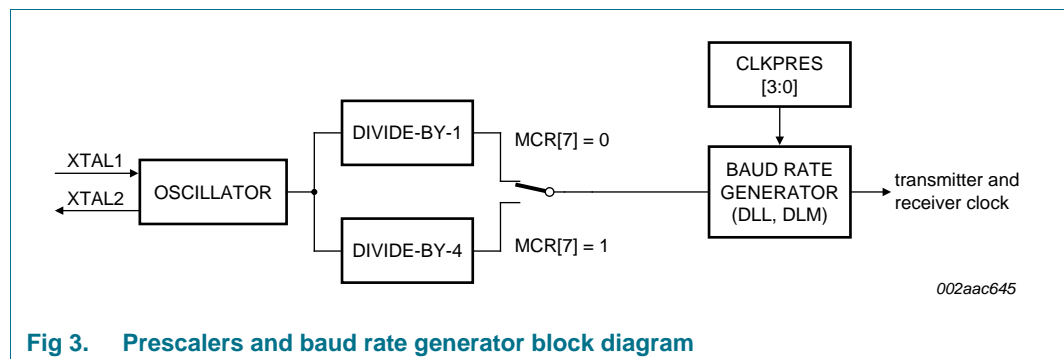 CLKPRES
[3:0]
DIVIDE-BY-1
MCR[7] = 0
XTAL1
XTAL2
OSCILLATOR
BAUD RATE
GENERATOR
(DLL, DLM)
transmitter and
receiver clock
DIVIDE-BY-4
MCR[7] = 1
002aac645
Fig 3. Prescalers and baud rate generator block diagram